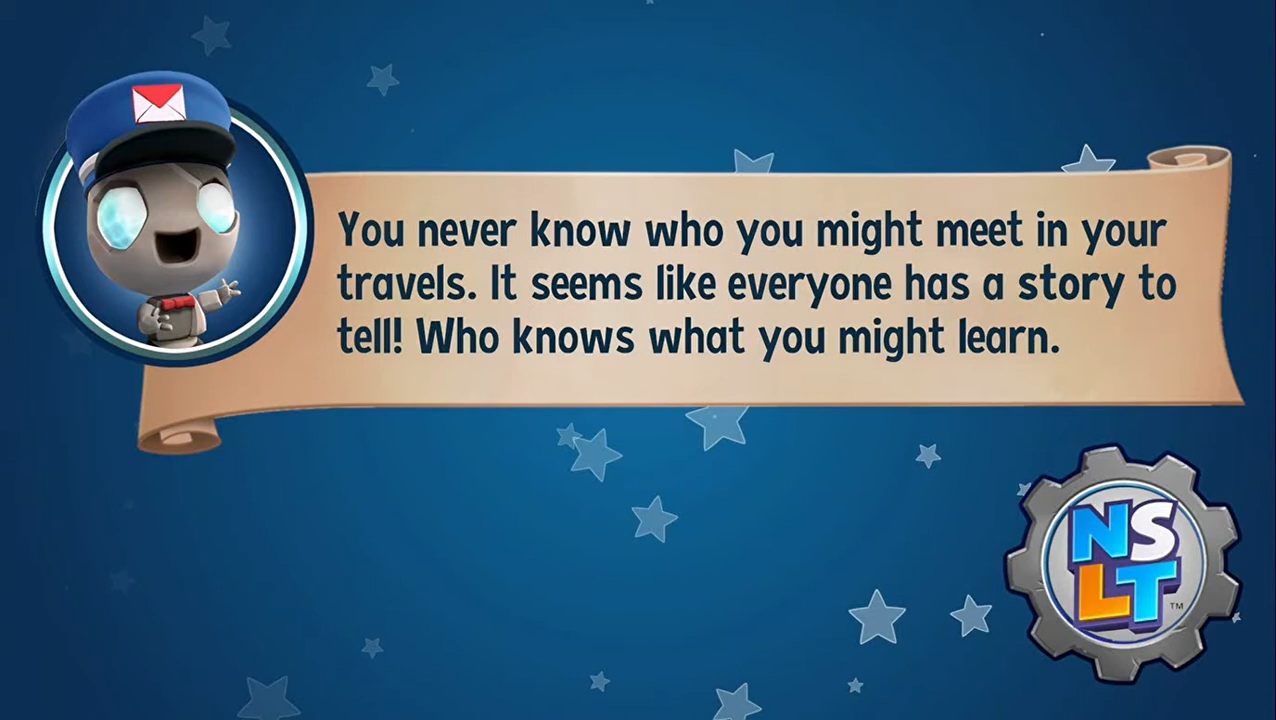 You never know who you might meet in your
travels. It seems like everyone has a story to
tell! Who knows what you might learn.
NS
LT
TM